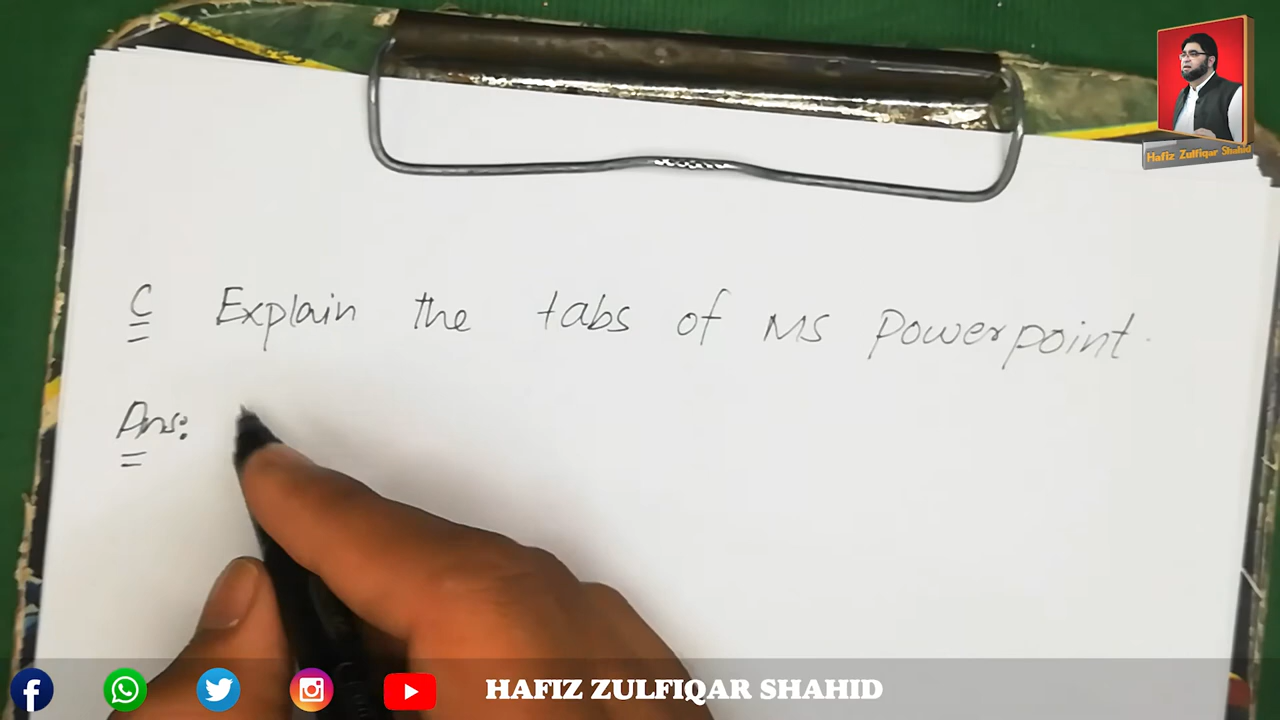 Hafiz Zulfiqar Shahid
C Explain the tabs of MS Powerpoint.
Ans:
HAFIZ ZULFIQAR SHAHID